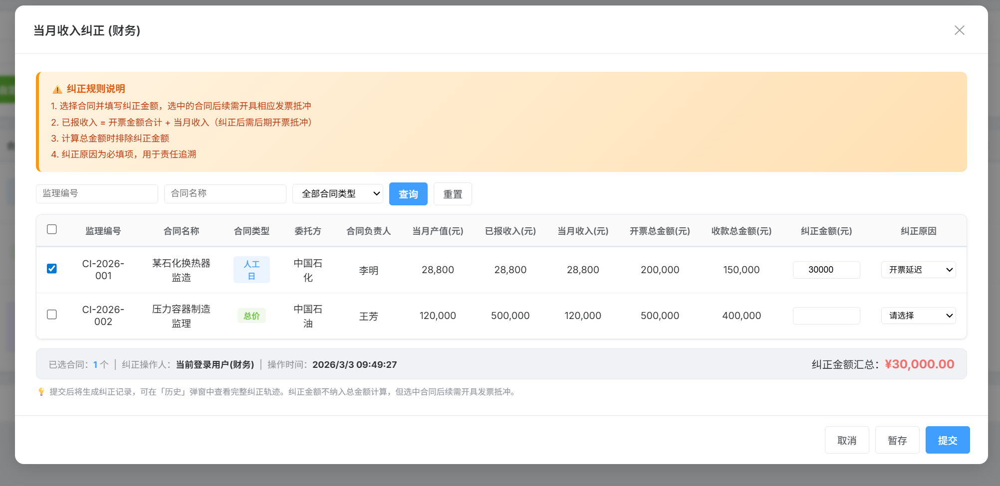 当月收入纠正 (财务)
纠正规则说明
1. 选择合同并填写纠正金额，选中的合同后续需开具相应发票抵冲
2. 已报收入 = 开票金额合计 + 当月收入（纠正后需后期开票抵冲）
3. 计算总金额时排除纠正金额
4. 纠正原因为必填项，用于责任追溯
监理编号 合同名称 全部合同类型 查询 重置
监理编号 合同名称 合同类型 委托方 合同负责人 当月产值(元) 已报收入(元) 当月收入(元) 开票总金额(元) 收款总金额(元) 纠正金额(元) 纠正原因
CI-2026-001 某石化换热器监造 人工日 中国石化 李明 28,800 28,800 28,800 200,000 150,000 30000 开票延迟
CI-2026-002 压力容器制造监理 总价 中国石油 王芳 120,000 500,000 120,000 500,000 400,000 请选择
已选合同：1 个 | 纠正操作人：当前登录用户(财务) | 操作时间：2026/3/3 09:49:27 纠正金额汇总：¥30,000.00
提交后将生成纠正记录，可在「历史」弹窗中查看完整纠正轨迹。纠正金额不纳入总金额计算，但选中合同后续需开具发票抵冲。
取消 暂存 提交